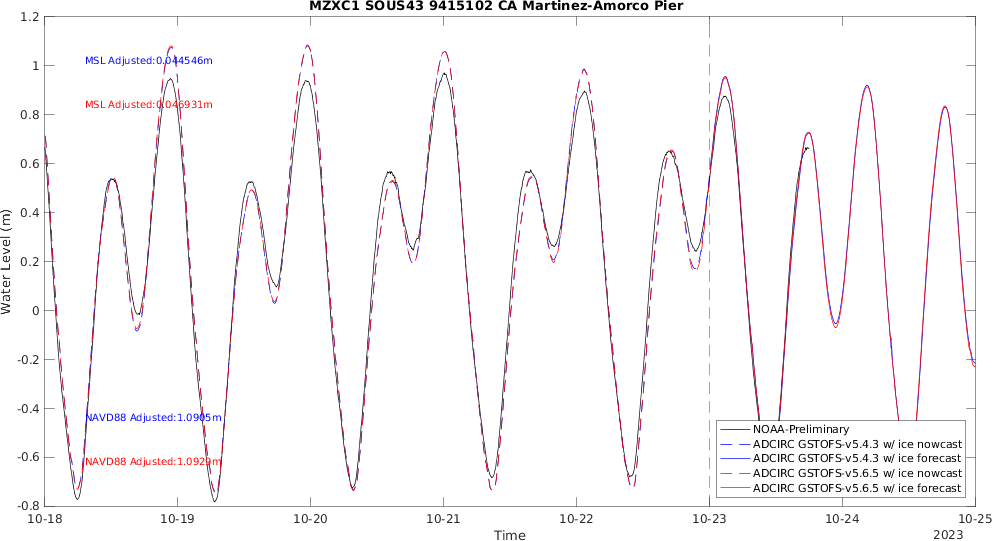 MZXC1 SOUS43 9415102 CA Martinez-Amorco Pier
1.2
1
0.8
0.6
0.4
0.2
0
-0.2
-0.4
-0.6
-0.8
Water Level (m)
MSL Adjusted:0.044546m
MSL Adjusted:0.046931m
NAVD88 Adjusted:1.0905m
NAVD88 Adjusted:1.0929m
NOAA-Preliminary
ADCIRC GSTOFS-v5.4.3 w/ ice nowcast
ADCIRC GSTOFS-v5.4.3 w/ ice forecast
ADCIRC GSTOFS-v5.6.5 w/ ice nowcast
ADCIRC GSTOFS-v5.6.5 w/ ice forecast
10-18 10-19 10-20 10-21 10-22 10-23 10-24 10-25
Time
2023